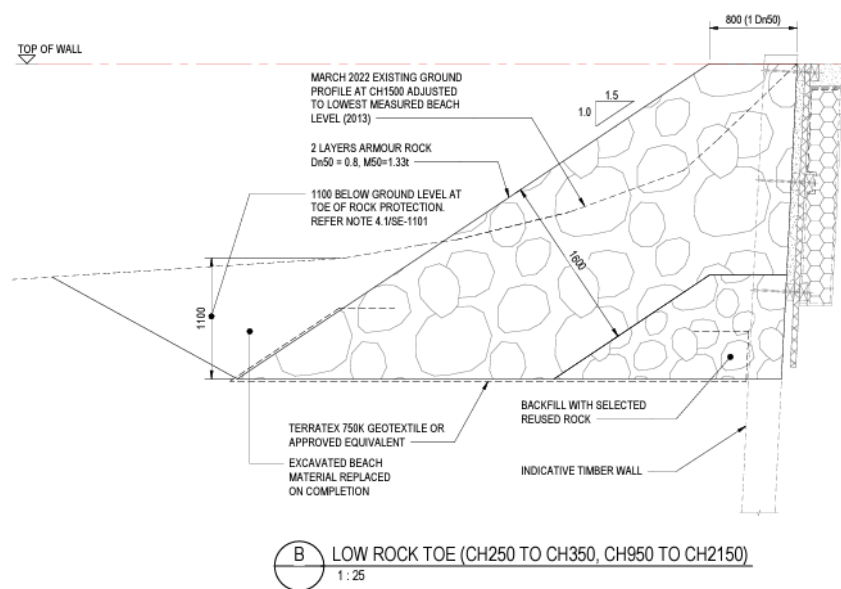 800 (1 Dn50)
TOP OF WALL
MARCH 2022 EXISTING GROUND
PROFILE AT CH1500 ADJUSTED
TO LOWEST MEASURED BEACH
LEVEL (2013)
1.5
1.0
2 LAYERS ARMOUR ROCK
Dn50 = 0.8, M50=1.33t
1100 BELOW GROUND LEVEL AT
TOE OF ROCK PROTECTION.
REFER NOTE 4.1/SE-1101
1600
1100
TERRATEX 750K GEOTEXTILE OR
APPROVED EQUIVALENT
EXCAVATED BEACH
MATERIAL REPLACED
ON COMPLETION
BACKFILL WITH SELECTED
REUSED ROCK
INDICATIVE TIMBER WALL
B
LOW ROCK TOE (CH250 TO CH350, CH950 TO CH2150)
1 : 25